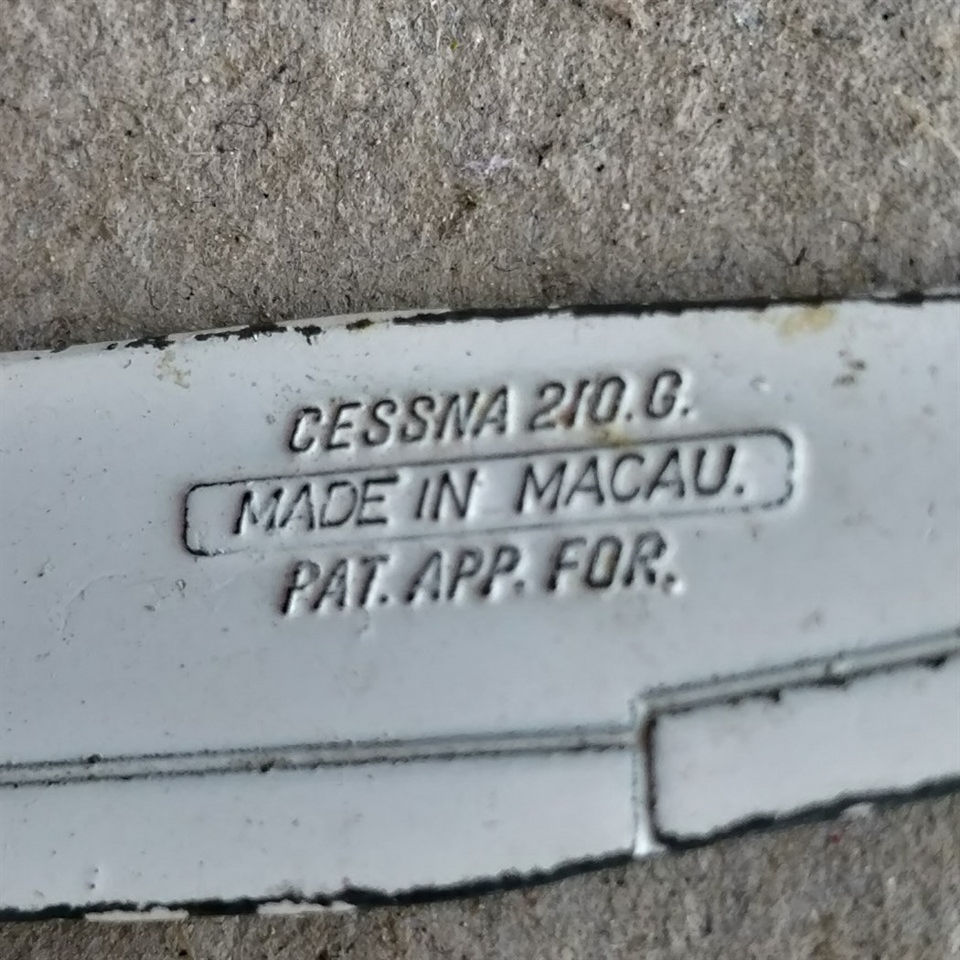 CESSNA 210.G.
MADE IN MACAU.
PAT. APP. FOR.